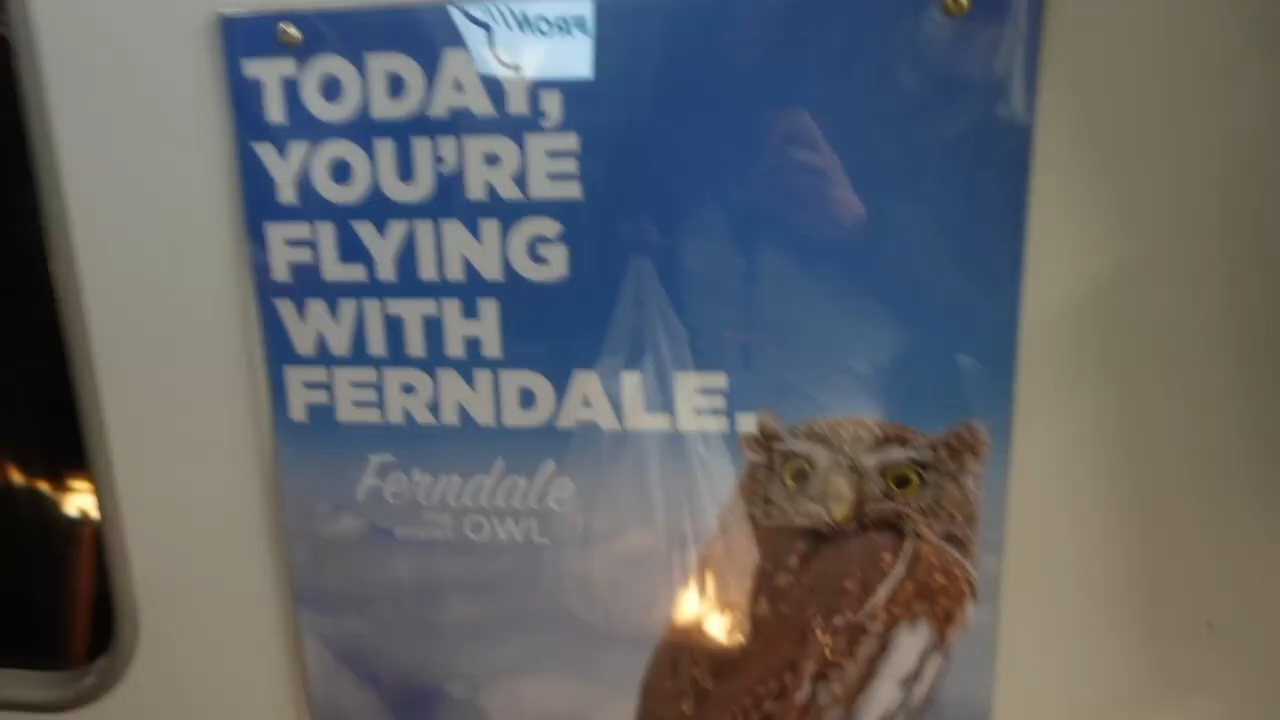 TODAY,
YOU'RE
FLYING
WITH
FERNDALE.
Ferndale
OWL